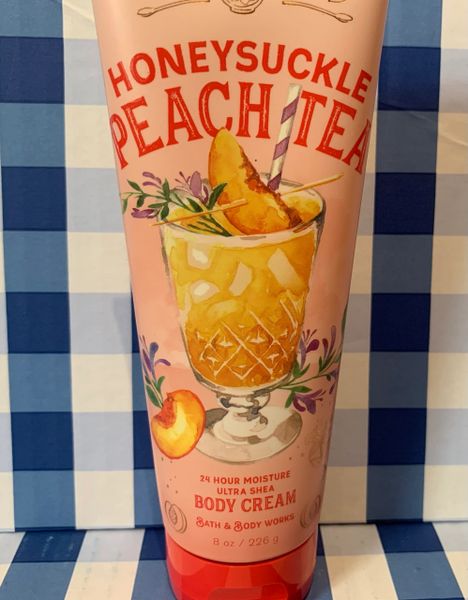 HONEYSUCKLE
PEACH TEA
24 HOUR MOISTURE
ULTRA SHEA
BODY CREAM
BATH & BODY WORKS
8 oz / 226 g